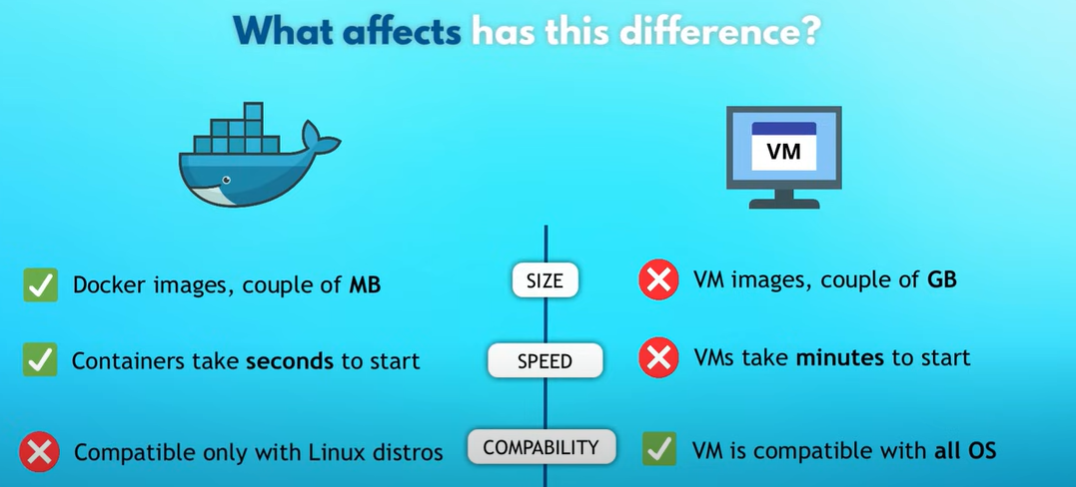 What affects has this difference?
VM
Docker images, couple of MB
SIZE
VM images, couple of GB
Containers take seconds to start
SPEED
VMs take minutes to start
Compatible only with Linux distros
COMPABILITY
VM is compatible with all OS